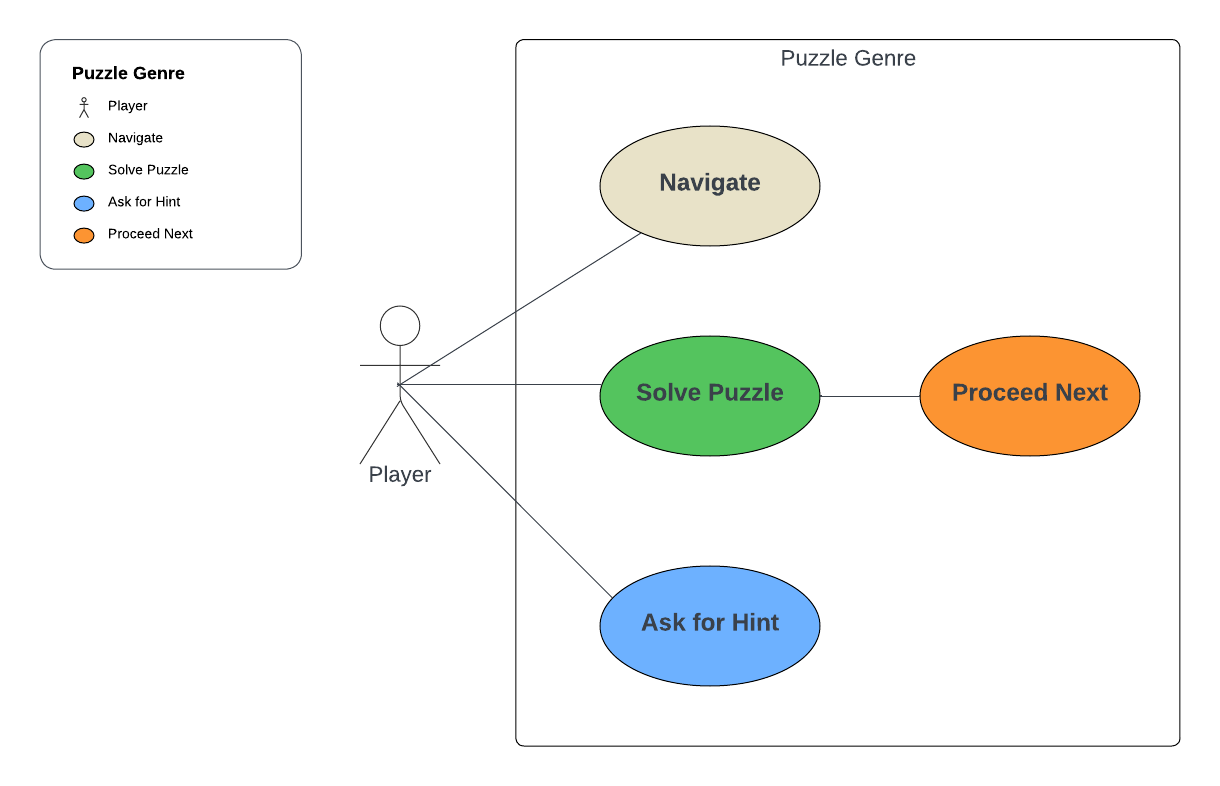 Puzzle Genre
Player
Navigate
Solve Puzzle
Ask for Hint
Proceed Next
Puzzle Genre
Navigate
Solve Puzzle
Proceed Next
Player
Ask for Hint